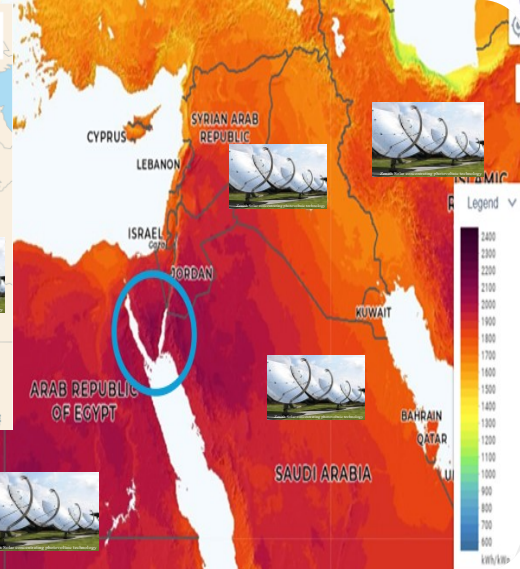 CYPRUS
SYRIAN ARAB
REPUBLIC
LEBANON
ISRAEL
Gaza
JORDAN
ISLAMIC
R
Legend
KUWAIT
ARAB REPUBLIC
OF EGYPT
BAHRAIN
QATAR
SAUDI ARABIA
U
2400
2300
2200
2100
2000
1900
1800
1700
1600
1500
1400
1300
1200
1100
1000
900
800
700
600
kWh/kWp